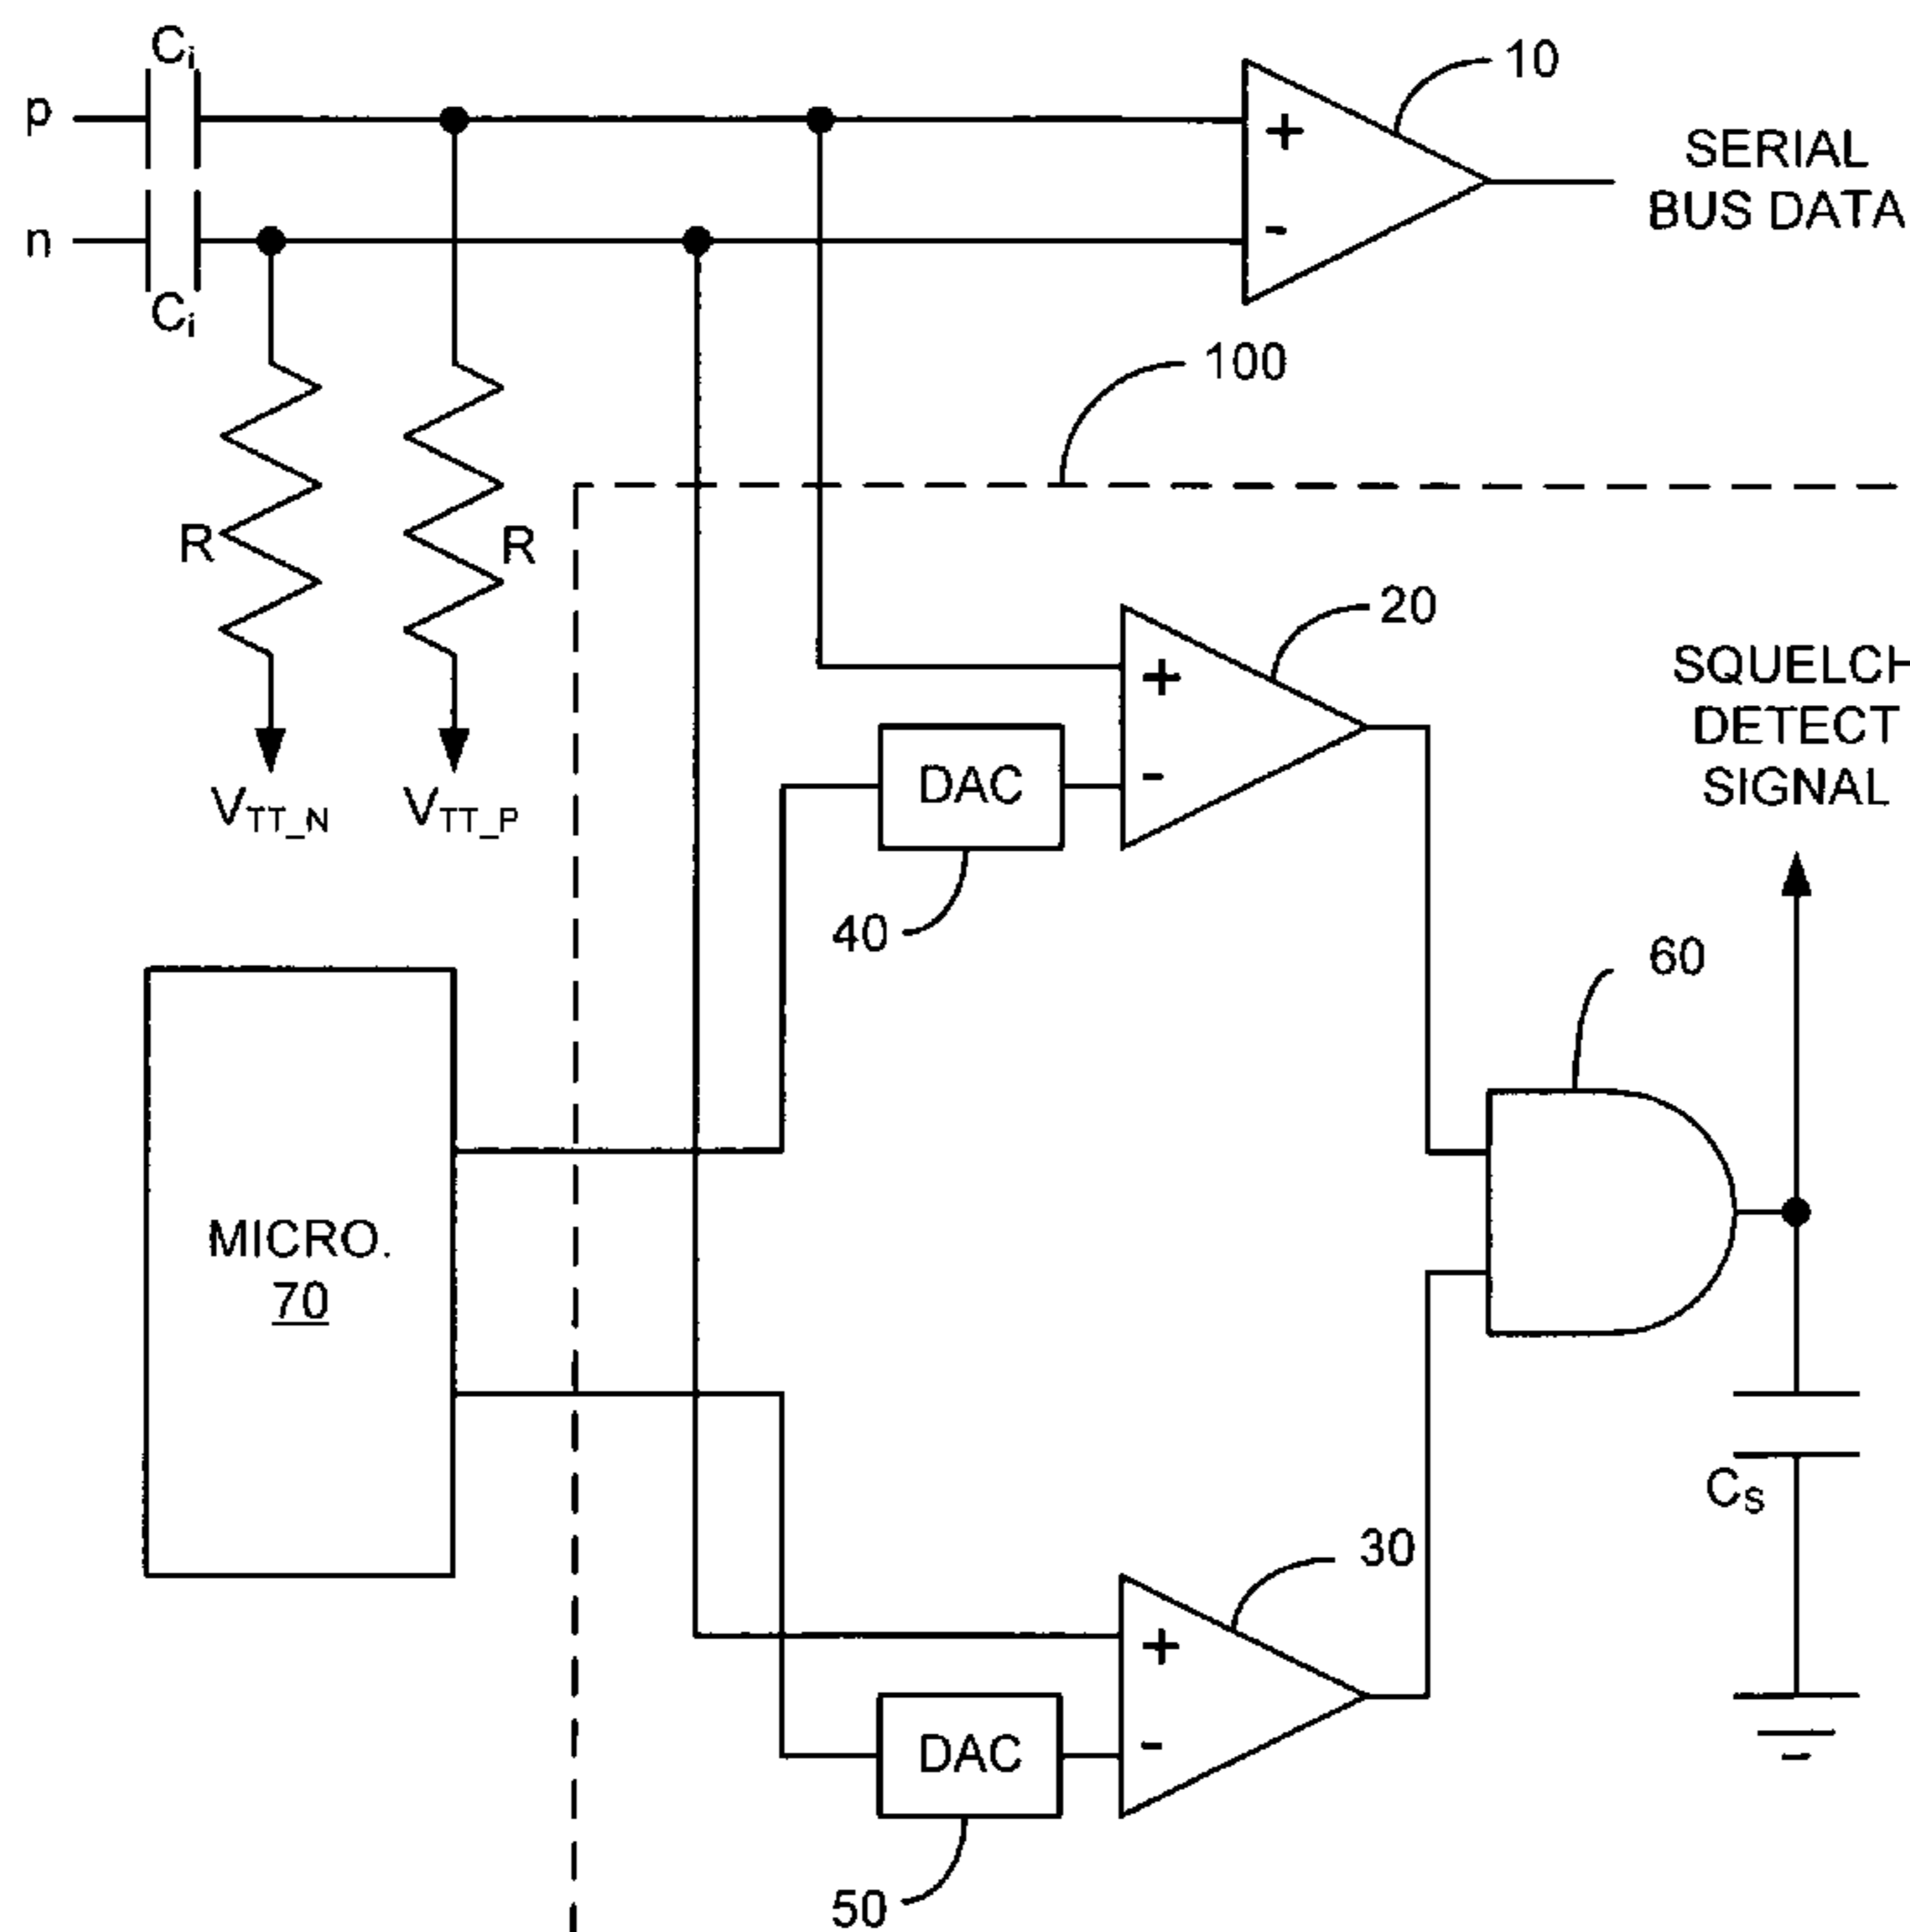 Ci
p
n
Ci
+
-
10
SERIAL
BUS DATA
100
R
R
VTT_N
VTT_P
20
+
-
DAC
40
SQUELCH
DETECT
SIGNAL
60
MICRO.
70
30
+
-
DAC
50
CS